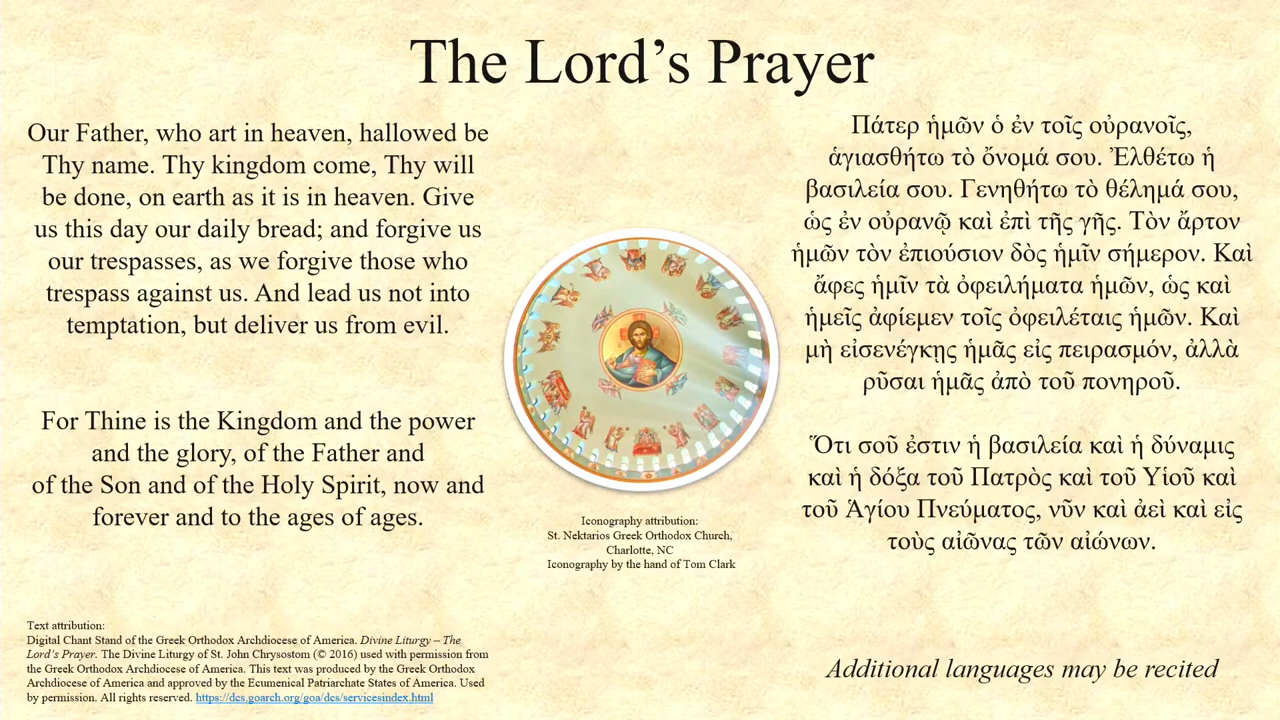 The Lord’s Prayer
Our Father, who art in heaven, hallowed be
Thy name. Thy kingdom come, Thy will
be done, on earth as it is in heaven. Give
us this day our daily bread; and forgive us
our trespasses, as we forgive those who
trespass against us. And lead us not into
temptation, but deliver us from evil.
For Thine is the Kingdom and the power
and the glory, of the Father and
of the Son and of the Holy Spirit, now and
forever and to the ages of ages.
Text attribution:
Digital Chant Stand of the Greek Orthodox Archdiocese of America. Divine Liturgy – The
Lord’s Prayer. The Divine Liturgy of St. John Chrysostom (© 2016) used with permission from
the Greek Orthodox Archdiocese of America. This text was produced by the Greek Orthodox
Archdiocese of America and approved by the Ecumenical Patriarchate States of America. Used
by permission. All rights reserved. https://dcs.goarch.org/goa/dcs/servicesindex.html
Iconography attribution:
St. Nektarios Greek Orthodox Church,
Charlotte, NC
Iconography by the hand of Tom Clark
Πάτερ ἡμῶν ὁ ἐν τοῖς οὐρανοῖς,
ἁγιασθήτω τὸ ὄνομά σου. Ἐλθέτω ἡ
βασιλεία σου. Γενηθήτω τὸ θέλημά σου,
ὡς ἐν οὐρανῷ καὶ ἐπὶ τῆς γῆς. Τὸν ἄρτον
ἡμῶν τὸν ἐπιούσιον δὸς ἡμῖν σήμερον. Καὶ
ἄφες ἡμῖν τὰ ὀφειλήματα ἡμῶν, ὡς καὶ
ἡμεῖς ἀφίεμεν τοῖς ὀφειλέταις ἡμῶν. Καὶ
μὴ εἰσενέγκῃς ἡμᾶς εἰς πειρασμόν, ἀλλὰ
ρῦσαι ἡμᾶς ἀπὸ τοῦ πονηροῦ.
Ὅτι σοῦ ἐστιν ἡ βασιλεία καὶ ἡ δύναμις
καὶ ἡ δόξα τοῦ Πατρὸς καὶ τοῦ Υἱοῦ καὶ
τοῦ Ἁγίου Πνεύματος, νῦν καὶ ἀεὶ καὶ εἰς
τοὺς αἰῶνας τῶν αἰώνων.
Additional languages may be recited